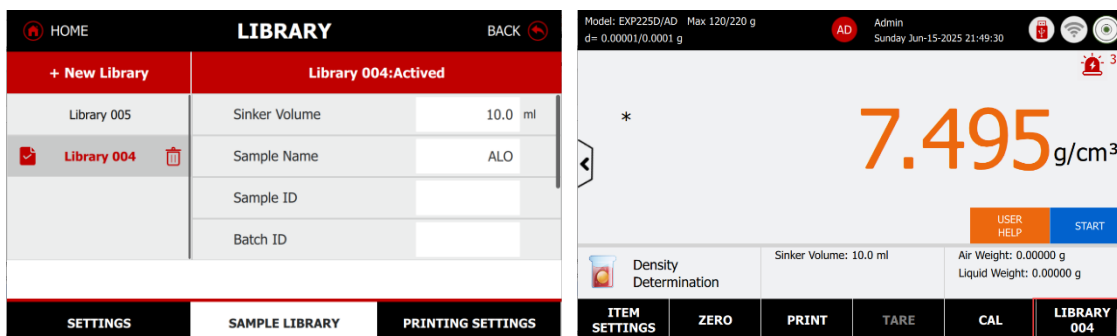 HOME
LIBRARY
BACK
+ New Library
Library 004:Actived
Library 005
Library 004
Sinker Volume
10.0 ml
Sample Name
ALO
Sample ID
Batch ID
SETTINGS
SAMPLE LIBRARY
PRINTING SETTINGS
Model: EXP225D/AD Max 120/220 g
d= 0.00001/0.0001 g
AD
Admin
Sunday Jun-15-2025 21:49:30
3
*
7.495 g/cm³
USER
HELP
START
Density
Determination
Sinker Volume: 10.0 ml
Air Weight: 0.00000 g
Liquid Weight: 0.00000 g
ITEM
SETTINGS
ZERO
PRINT
TARE
CAL
LIBRARY
004